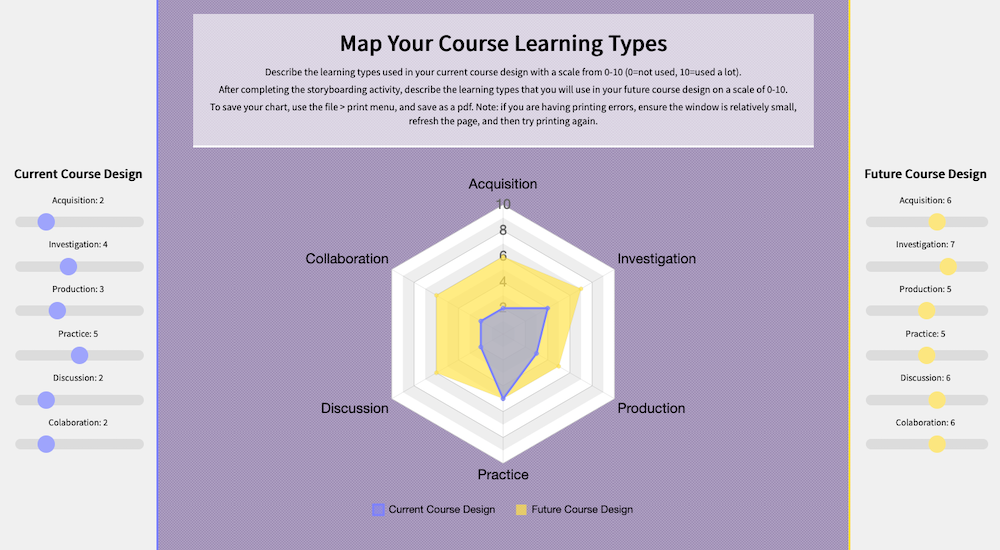 Map Your Course Learning Types
Describe the learning types used in your current course design with a scale from 0-10 (0=not used, 10=used a lot).
After completing the storyboarding activity, describe the learning types that you will use in your future course design on a scale of 0-10.
To save your chart, use the file > print menu, and save as a pdf. Note: if you are having printing errors, ensure the window is relatively small,
refresh the page, and then try printing again.
Current Course Design
Acquisition: 2
Investigation: 4
Production: 3
Practice: 5
Discussion: 2
Colaboration: 2
Acquisition
10
8
6
4
2
Investigation
Production
Practice
Discussion
Collaboration
Current Course Design
Future Course Design
Future Course Design
Acquisition: 6
Investigation: 7
Production: 5
Practice: 5
Discussion: 6
Colaboration: 6